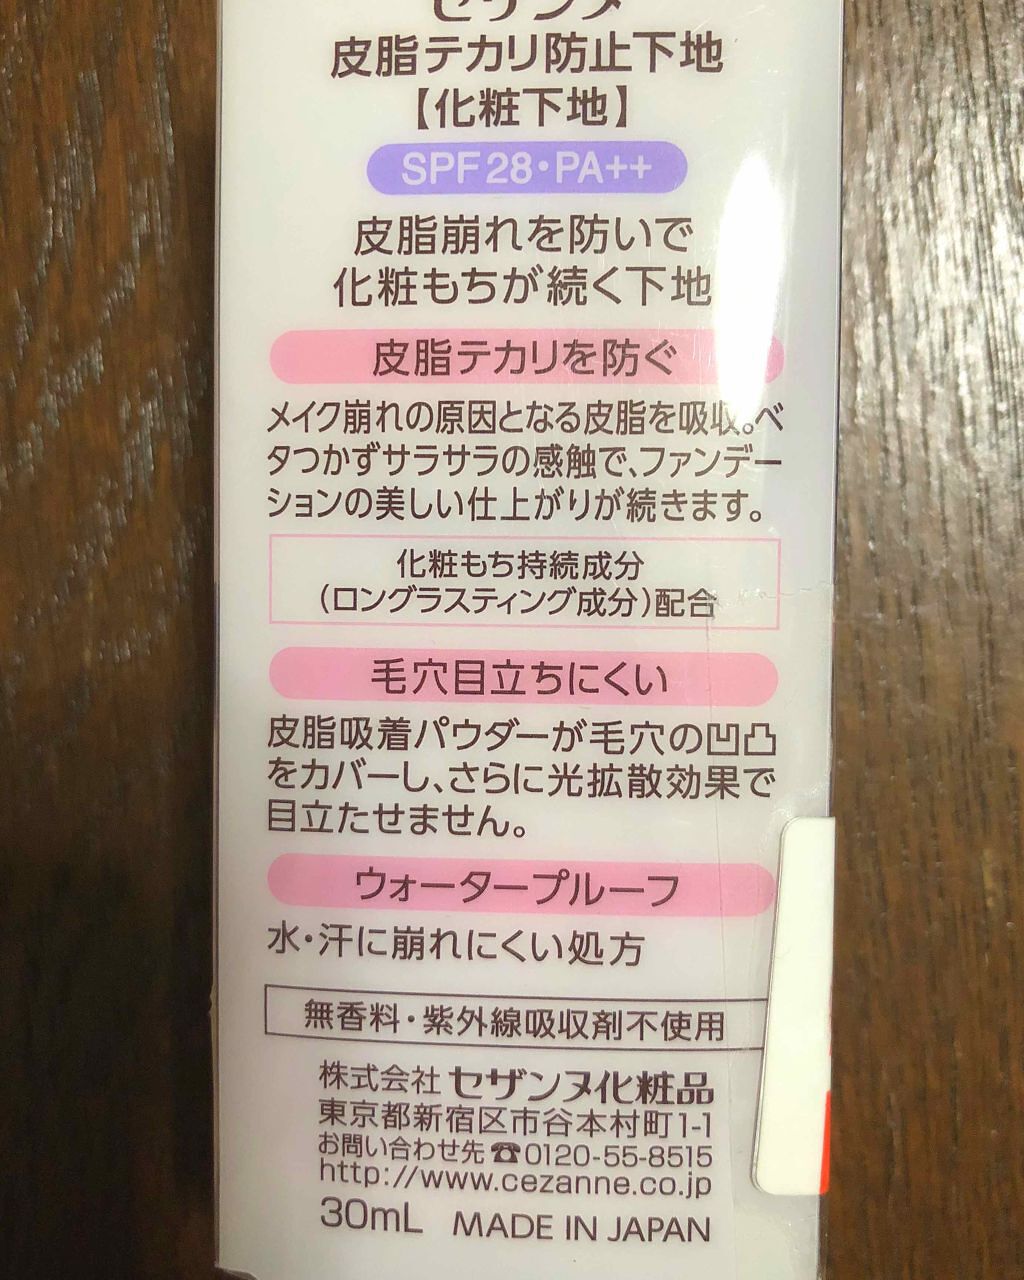 セザンヌ
皮脂テカリ防止下地
【化粧下地】
SPF28・PA++
皮脂崩れを防いで
化粧もちが続く下地
皮脂テカリを防ぐ
メイク崩れの原因となる皮脂を吸収。ベ
タつかずサラサラの感触で、ファンデー
ションの美しい仕上がりが続きます。
化粧もち持続成分
(ロングラスティング成分)配合
毛穴目立ちにくい
皮脂吸着パウダーが毛穴の凹凸
をカバーし、さらに光拡散効果で
目立たせません。
ウォータープルーフ
水・汗に崩れにくい処方
無香料・紫外線吸収剤不使用
株式会社 セザンヌ化粧品
東京都新宿区市谷本村町1-1
お問い合わせ先☎0120-55-8515
http://www.cezanne.co.jp
30mL MADE IN JAPAN